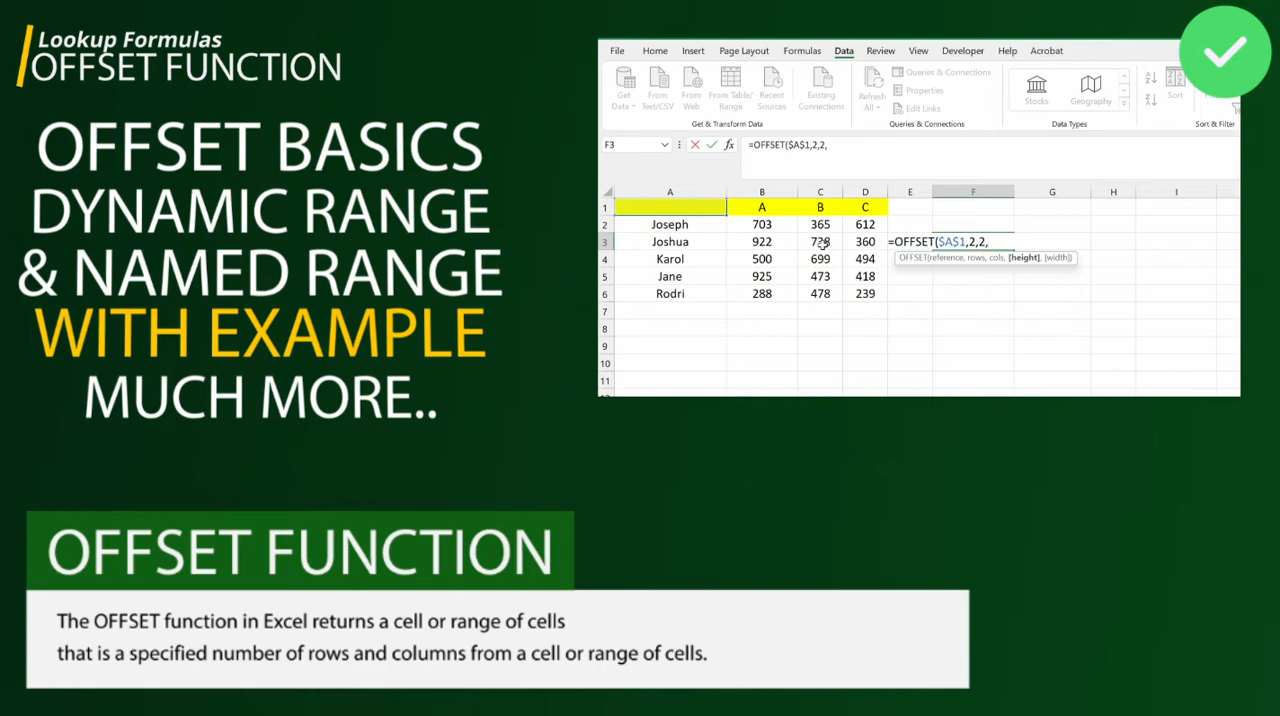 Lookup Formulas
OFFSET FUNCTION
OFFSET BASICS
DYNAMIC RANGE
& NAMED RANGE
WITH EXAMPLE
MUCH MORE..
File Home Insert Page Layout Formulas Data Review View Developer Help Acrobat
Get Data From Text/CSV From Web From Table/Range Recent Sources Existing Connections Refresh All Queries & Connections Properties Edit Links Stocks Geography Sort
Get & Transform Data Queries & Connections Data Types Sort & Filter
F3 fx =OFFSET($A$1,2,2,
A B C D E F G H I
1 A B C
2 Joseph 703 365 612
3 Joshua 922 360 =OFFSET($A$1,2,2,
4 Karol 500 699 494 OFFSET(reference, rows, cols, [height], [width])
5 Jane 925 473 418
6 Rodri 288 478 239
7
8
9
10
11
OFFSET FUNCTION
The OFFSET function in Excel returns a cell or range of cells
that is a specified number of rows and columns from a cell or range of cells.